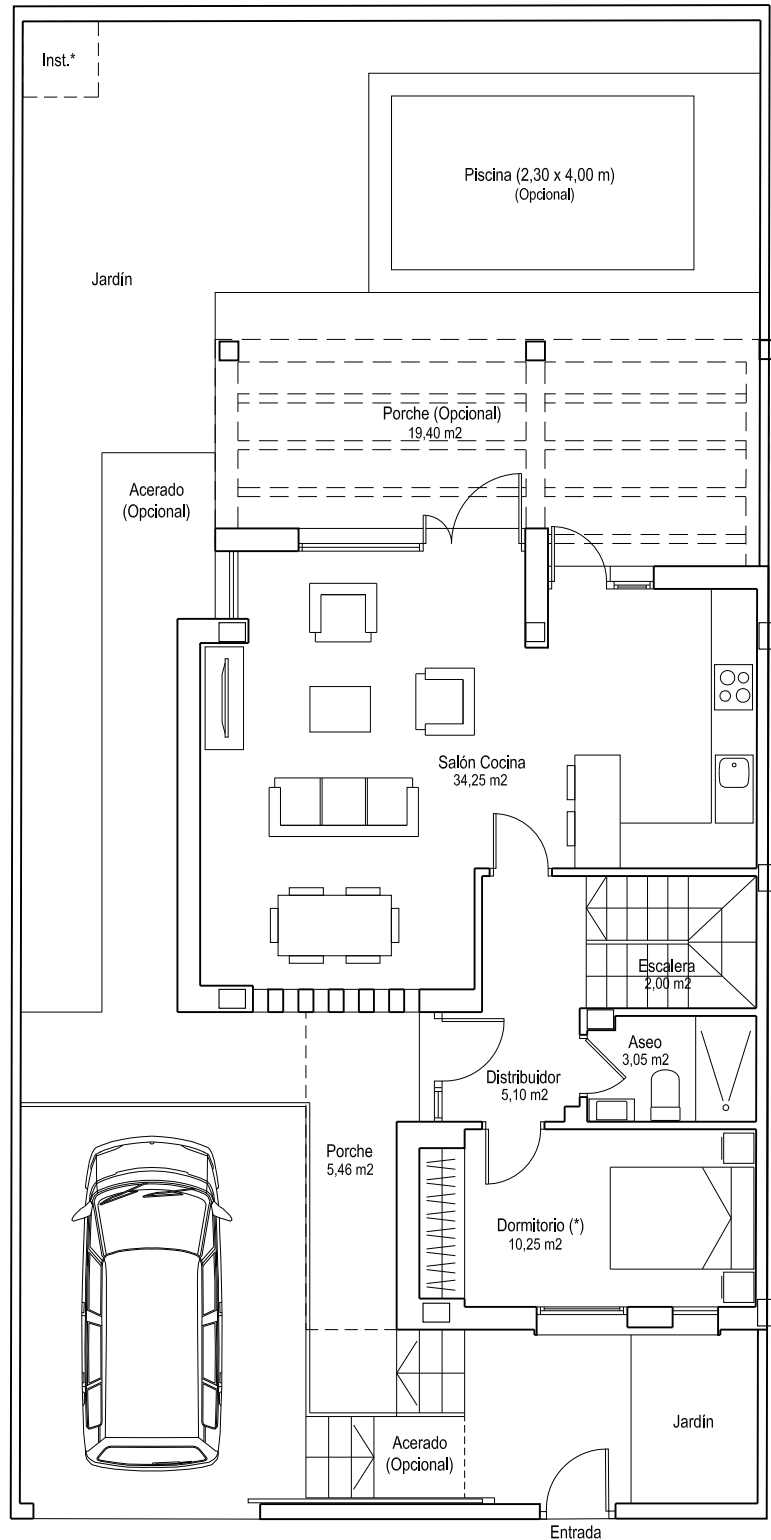 Inst.*
Piscina (2,30 x 4,00 m)
(Opcional)
Jardín
Porche (Opcional)
19,40 m2
Acerado
(Opcional)
Salón Cocina
34,25 m2
Escalera
2,00 m2
Aseo
3,05 m2
Distribuidor
5,10 m2
Porche
5,46 m2
Dormitorio (*)
10,25 m2
Jardín
Acerado
(Opcional)
Entrada